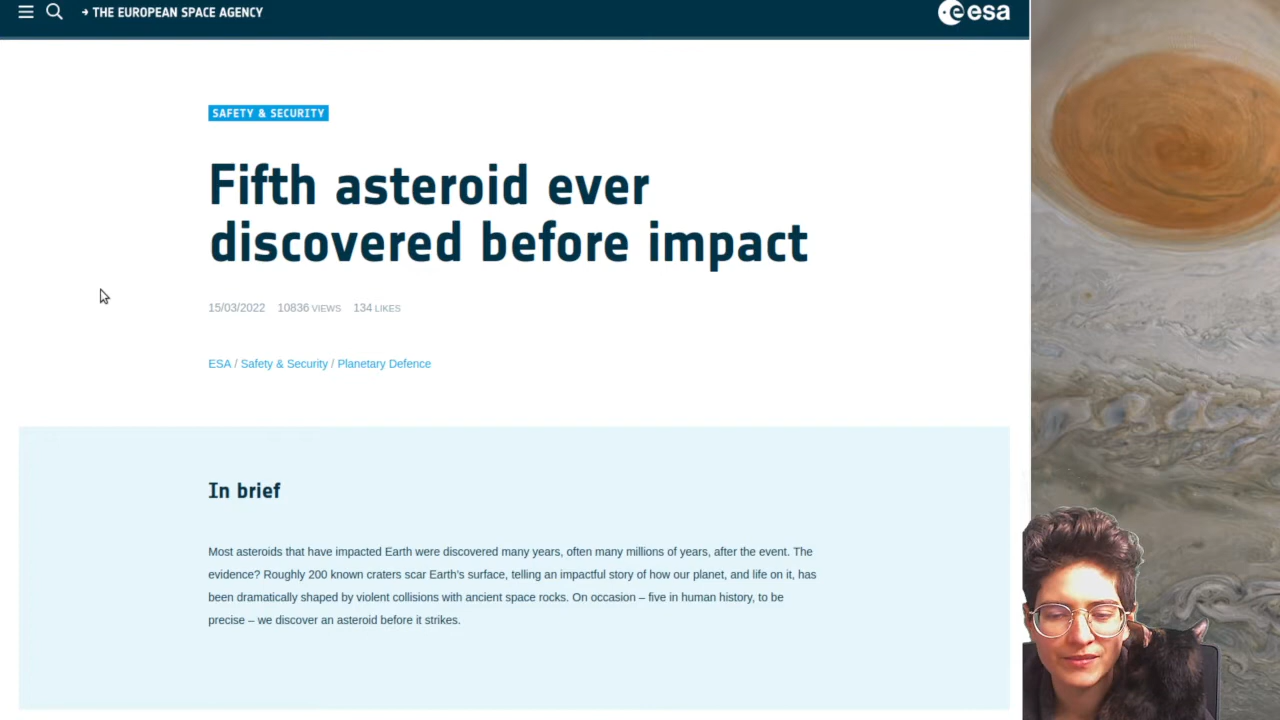 → THE EUROPEAN SPACE AGENCY
esa
SAFETY & SECURITY
Fifth asteroid ever
discovered before impact
15/03/2022 10836 VIEWS 134 LIKES
ESA / Safety & Security / Planetary Defence
In brief
Most asteroids that have impacted Earth were discovered many years, often many millions of years, after the event. The
evidence? Roughly 200 known craters scar Earth's surface, telling an impactful story of how our planet, and life on it, has
been dramatically shaped by violent collisions with ancient space rocks. On occasion – five in human history, to be
precise – we discover an asteroid before it strikes.